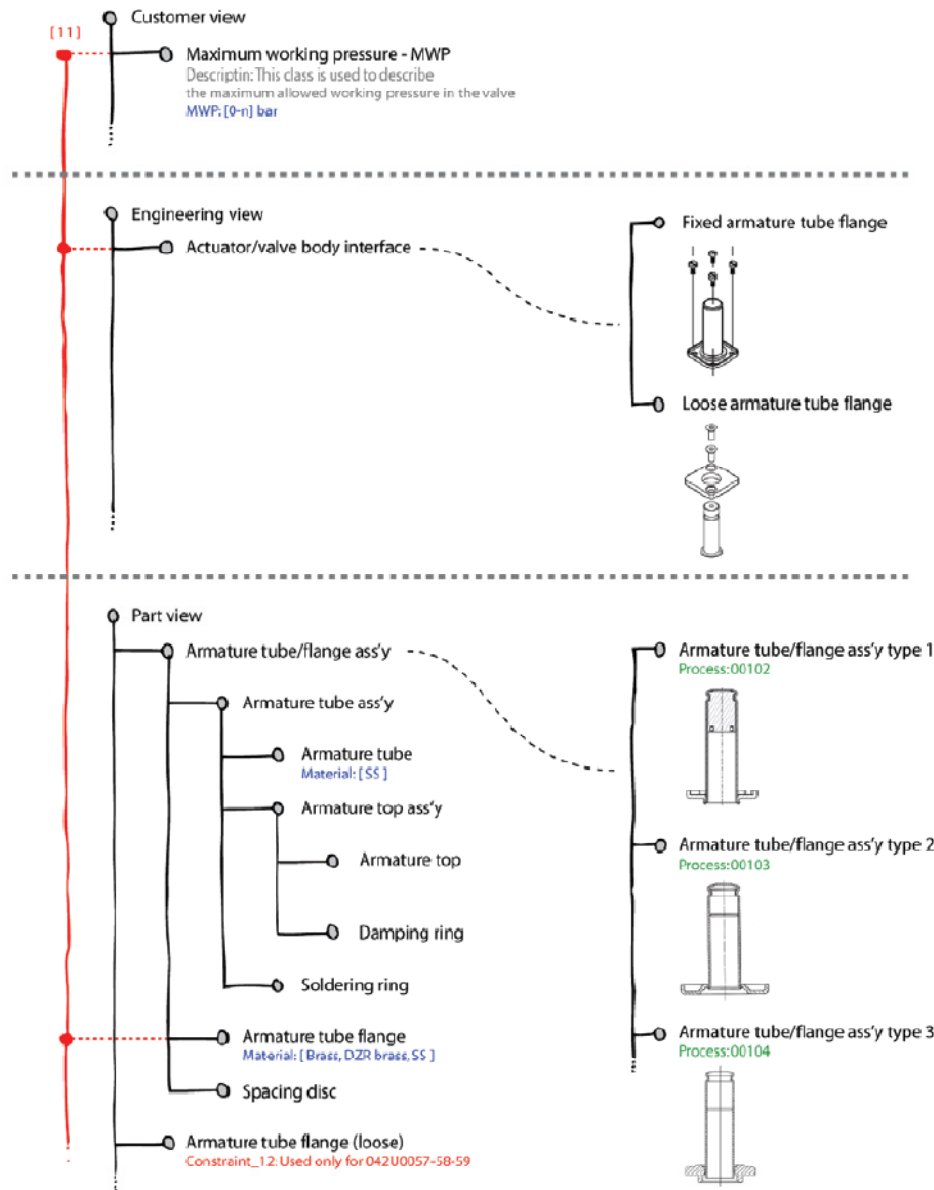 Customer view
[11]
Maximum working pressure - MWP
Descriptin: This class is used to describe
the maximum allowed working pressure in the valve
MWP: [0-n] bar
Engineering view
Actuator/valve body interface
Fixed armature tube flange
Loose armature tube flange
Part view
Armature tube/flange ass'y
Armature tube ass'y
Armature tube
Material: [ SS ]
Armature top ass'y
Armature top
Damping ring
Soldering ring
Armature tube flange
Material: [ Brass, DZR brass, SS ]
Spacing disc
Armature tube flange (loose)
Constraint_12: Used only for 042U0057-58-59
Armature tube/flange ass'y type 1
Process: 00102
Armature tube/flange ass'y type 2
Process: 00103
Armature tube/flange ass'y type 3
Process: 00104